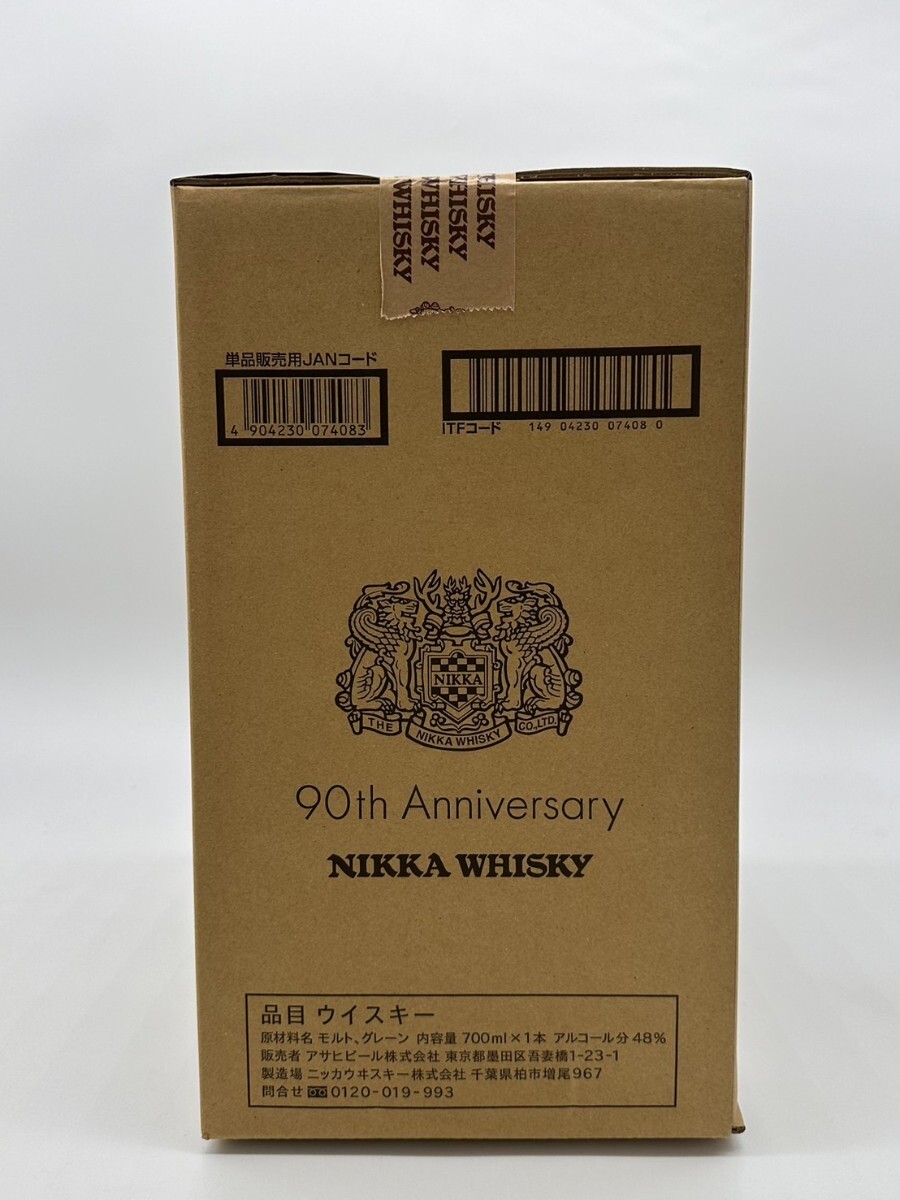 WHISKY
WHISKY
WHISKY
HISKY
単品販売用JANコード
4 904230 074083
ITFコード 149 04230 07408 0
NIKKA
THE NIKKA WHISKY CO.,LTD.
90th Anniversary
NIKKA WHISKY
品目 ウイスキー
原材料名 モルト、グレーン 内容量 700ml×1本 アルコール分 48%
販売者 アサヒビール株式会社 東京都墨田区吾妻橋1-23-1
製造場 ニッカウヰスキー株式会社 千葉県柏市増尾967
問合せ 0120-019-993